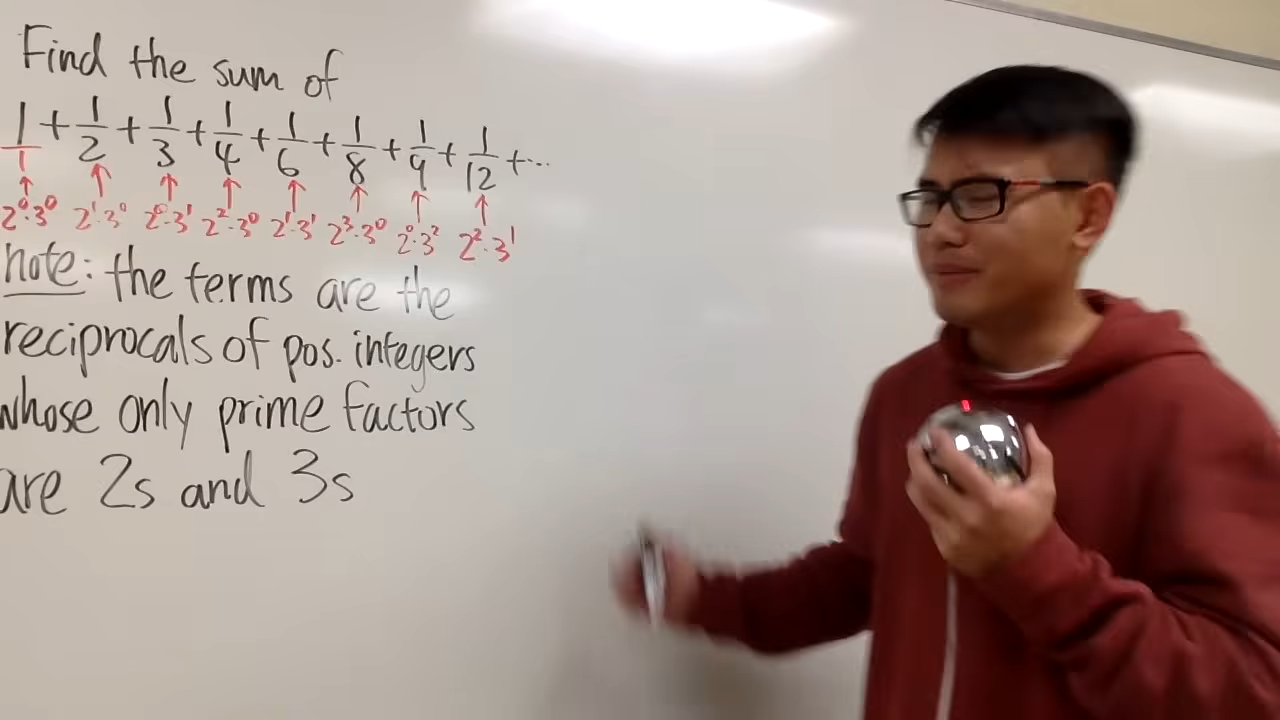 Find the sum of
1/1 + 1/2 + 1/3 + 1/4 + 1/6 + 1/8 + 1/9 + 1/12 + ...
2⁰·3⁰ 2¹·3⁰ 2⁰·3¹ 2²·3⁰ 2¹·3¹ 2³·3⁰ 2⁰·3² 2²·3¹
note: the terms are the
reciprocals of pos. integers
whose only prime factors
are 2s and 3s